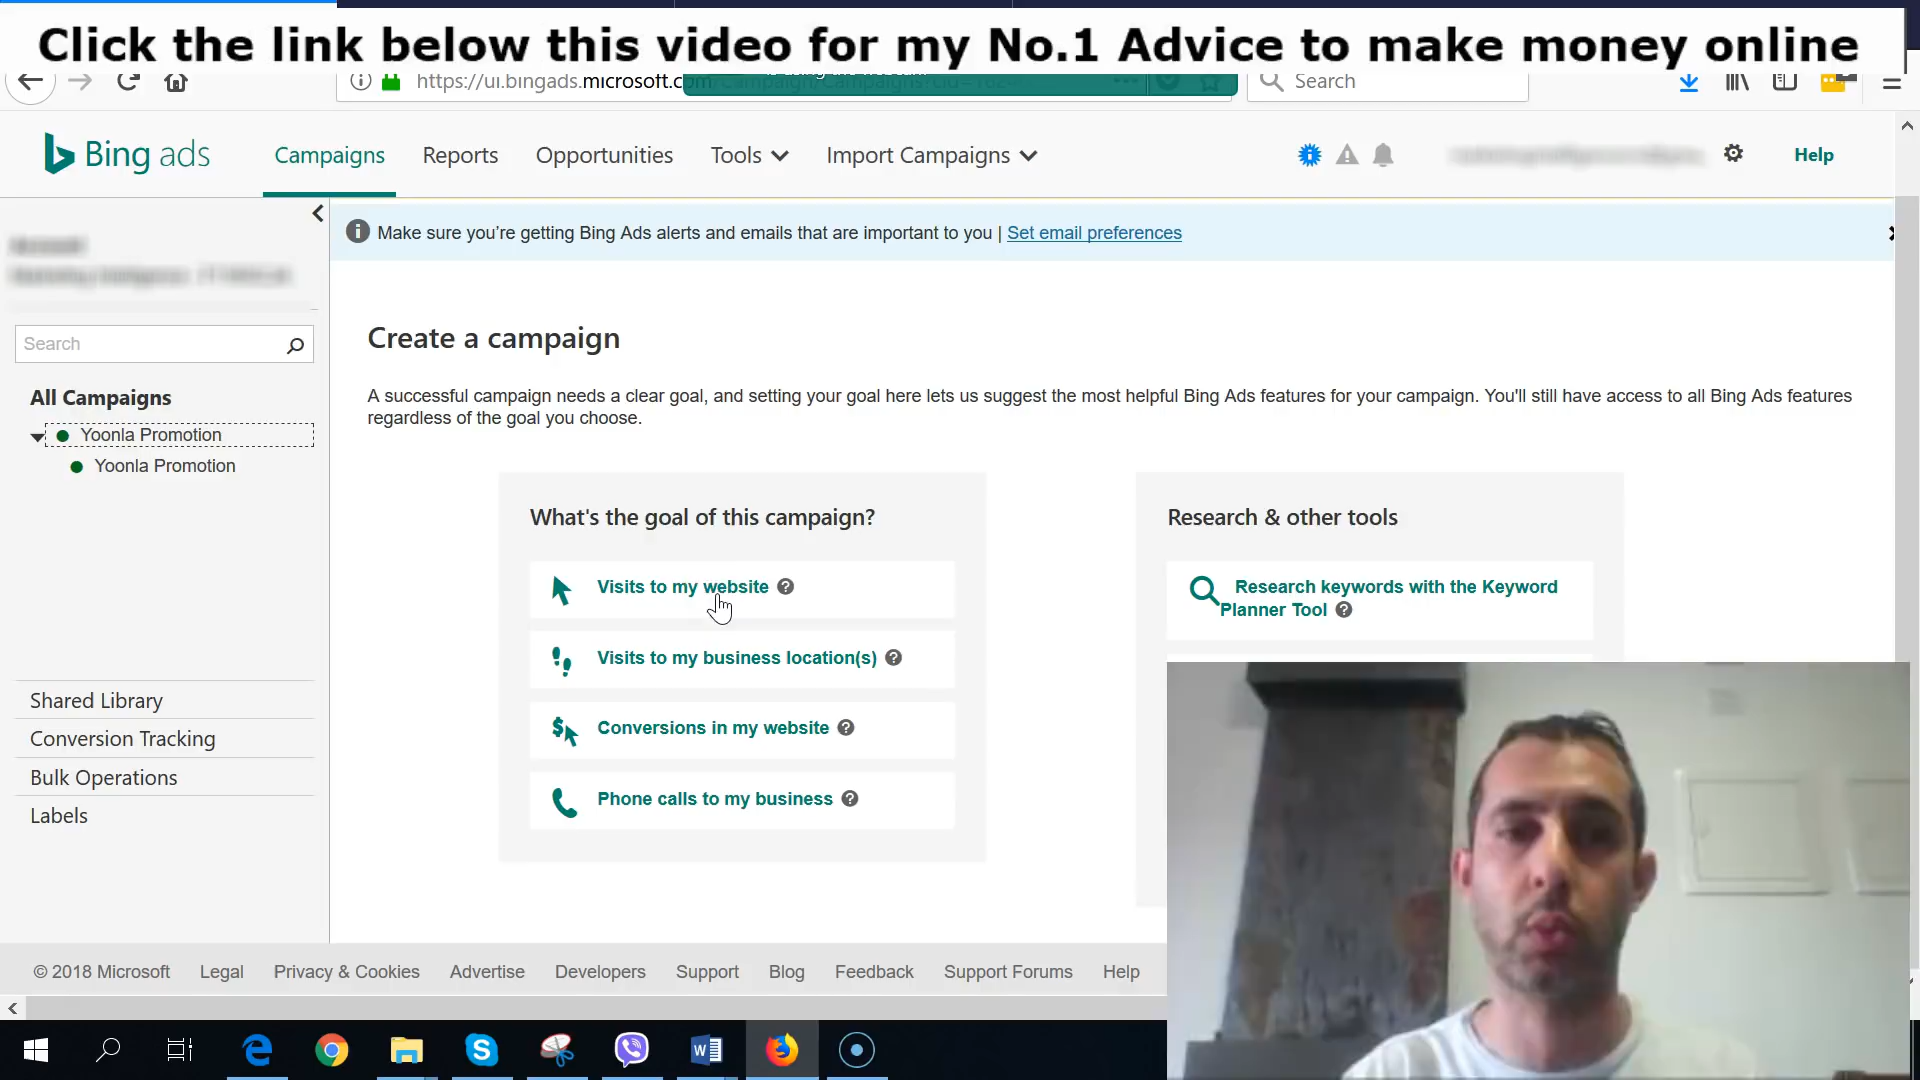 Click the link below this video for my No.1 Advice to make money online
https://ui.bingads.microsoft.com
Search
Bing ads
Campaigns
Reports
Opportunities
Tools
Import Campaigns
Help
Make sure you're getting Bing Ads alerts and emails that are important to you | Set email preferences
Search
All Campaigns
Yoonla Promotion
Yoonla Promotion
Shared Library
Conversion Tracking
Bulk Operations
Labels
Create a campaign
A successful campaign needs a clear goal, and setting your goal here lets us suggest the most helpful Bing Ads features for your campaign. You'll still have access to all Bing Ads features
regardless of the goal you choose.
What's the goal of this campaign?
Visits to my website
Visits to my business location(s)
Conversions in my website
Phone calls to my business
Research & other tools
Research keywords with the Keyword
Planner Tool
© 2018 Microsoft
Legal
Privacy & Cookies
Advertise
Developers
Support
Blog
Feedback
Support Forums
Help